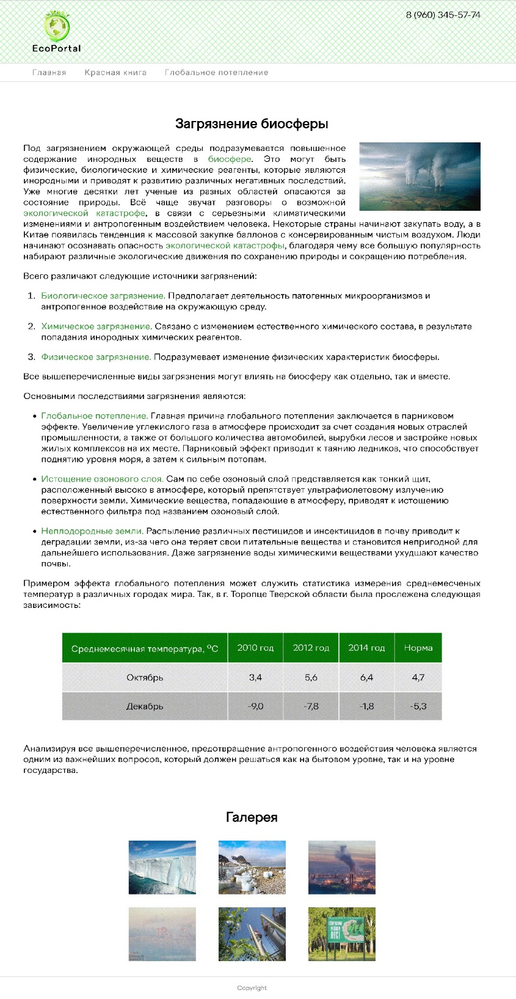 8 (960) 345-57-74
EcoPortal
Главная Красная книга Глобальное потепление
Загрязнение биосферы
Под загрязнением окружающей среды подразумевается повышенное
содержание инородных веществ в биосфере. Это могут быть
физические, биологические и химические реагенты, которые являются
инородными и приводят к развитию различных негативных последствий.
Уже многие десятки лет ученые из разных областей опасаются за
состояние природы. Всё чаще звучат разговоры о возможной
экологической катастрофе, в связи с серьезными климатическими
изменениями и антропогенным воздействием человека. Некоторые страны начинают закупать воду, а в
Китае появилась тенденция к массовой закупке баллонов с консервированным чистым воздухом. Люди
начинают осознавать опасность экологической катастрофы, благодаря чему все большую популярность
набирают различные экологические движения по сохранению природы и сокращению потребления.
Всего различают следующие источники загрязнений:
1. Биологическое загрязнение. Предполагает деятельность патогенных микроорганизмов и
антропогенное воздействие на окружающую среду.
2. Химическое загрязнение. Связано с изменением естественного химического состава, в результате
попадания инородных химических реагентов.
3. Физическое загрязнение. Подразумевает изменение физических характеристик биосферы.
Все вышеперечисленные виды загрязнения могут влиять на биосферу как отдельно, так и вместе.
Основными последствиями загрязнения являются:
• Глобальное потепление. Главная причина глобального потепления заключается в парниковом
эффекте. Увеличение углекислого газа в атмосфере происходит за счет создания новых отраслей
промышленности, а также от большого количества автомобилей, вырубки лесов и застройке новых
жилых комплексов на их месте. Парниковый эффект приводит к таянию ледников, что способствует
поднятию уровня моря, а затем к сильным потопам.
• Истощение озонового слоя. Сам по себе озоновый слой представляется как тонкий щит,
расположенный высоко в атмосфере, который препятствует ультрафиолетовому излучению
поверхности земли. Химические вещества, попадающие в атмосферу, приводят к истощению
естественного фильтра под названием озоновый слой.
• Неплодородные земли. Распыление различных пестицидов и инсектицидов в почву приводит к
деградации земли, из-за чего она теряет свои питательные вещества и становится непригодной для
дальнейшего использования. Даже загрязнение воды химическими веществами ухудшают качество
почвы.
Примером эффекта глобального потепления может служить статистика измерения среднемесченых
температур в различных городах мира. Так, в г. Торопце Тверской области была прослежена следующая
зависимость:
Среднемесячная температура, °C 2010 год 2012 год 2014 год Норма
Октябрь 3,4 5,6 6,4 4,7
Декабрь -9,0 -7,8 -1,8 -5,3
Анализируя все вышеперечисленное, предотвращение антропогенного воздействия человека является
одним из важнейших вопросов, который должен решаться как на бытовом уровне, так и на уровне
государства.
Галерея
ЛЕС!
Copyright